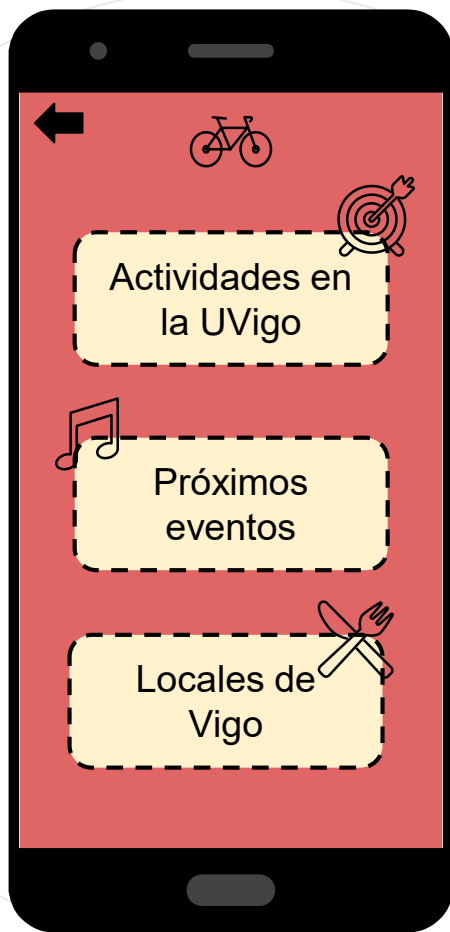 Actividades en
la UVigo
Próximos
eventos
Locales de
Vigo